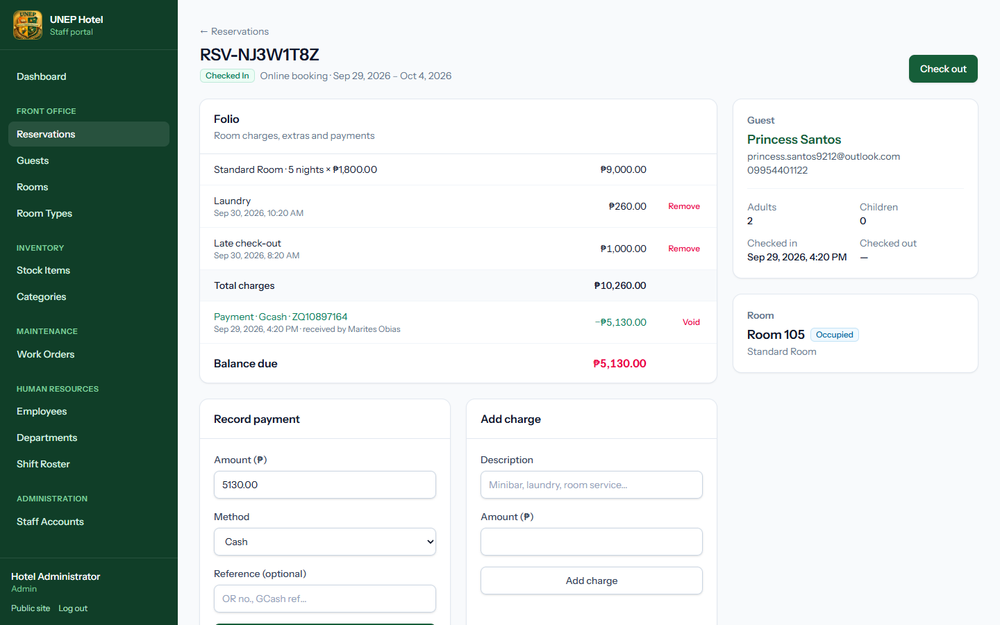 UNEP
UNEP Hotel
Staff portal
Dashboard
FRONT OFFICE
Reservations
Guests
Rooms
Room Types
INVENTORY
Stock Items
Categories
MAINTENANCE
Work Orders
HUMAN RESOURCES
Employees
Departments
Shift Roster
ADMINISTRATION
Staff Accounts
Hotel Administrator
Admin
Public site Log out
← Reservations
RSV-NJ3W1T8Z
Checked In Online booking · Sep 29, 2026 – Oct 4, 2026
Check out
Folio
Room charges, extras and payments
Standard Room · 5 nights × ₱1,800.00 ₱9,000.00
Laundry
Sep 30, 2026, 10:20 AM
₱260.00 Remove
Late check-out
Sep 30, 2026, 8:20 AM
₱1,000.00 Remove
Total charges ₱10,260.00
Payment · Gcash · ZQ10897164
Sep 29, 2026, 4:20 PM · received by Marites Obias
−₱5,130.00 Void
Balance due ₱5,130.00
Record payment
Amount (₱)
5130.00
Method
Cash
Reference (optional)
OR no., GCash ref...
Add charge
Description
Minibar, laundry, room service...
Amount (₱)
Add charge
Guest
Princess Santos
princess.santos9212@outlook.com
09954401122
Adults Children
2 0
Checked in Checked out
Sep 29, 2026, 4:20 PM —
Room
Room 105 Occupied
Standard Room